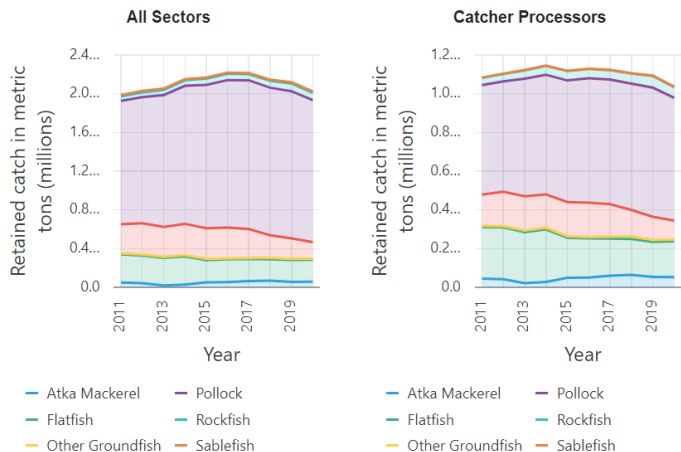 All Sectors
Retained catch in metric
tons (millions)
2.4...
2.0...
1.6...
1.2...
0.8...
0.4...
0.0
2011
2013
2015
2017
2019
Year
Atka Mackerel
Pollock
Flatfish
Rockfish
Other Groundfish
Sablefish
Catcher Processors
Retained catch in metric
tons (millions)
1.2...
1.0...
0.8...
0.6...
0.4...
0.2...
0.0
2011
2013
2015
2017
2019
Year
Atka Mackerel
Pollock
Flatfish
Rockfish
Other Groundfish
Sablefish